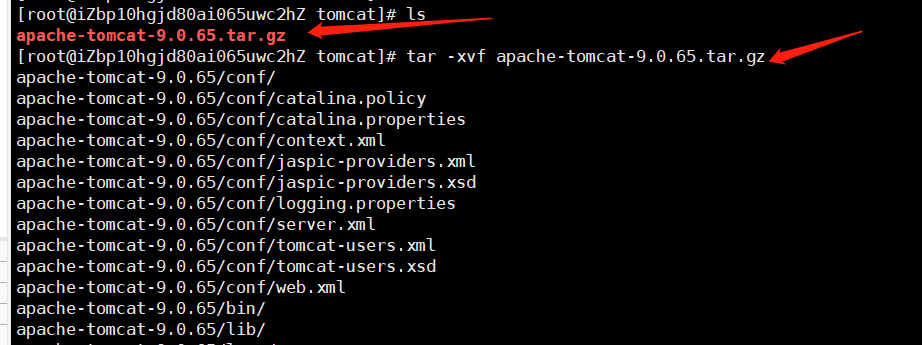 [root@iZbp10hgjd80ai065uwc2hZ tomcat]# ls
apache-tomcat-9.0.65.tar.gz
[root@iZbp10hgjd80ai065uwc2hZ tomcat]# tar -xvf apache-tomcat-9.0.65.tar.gz
apache-tomcat-9.0.65/conf/
apache-tomcat-9.0.65/conf/catalina.policy
apache-tomcat-9.0.65/conf/catalina.properties
apache-tomcat-9.0.65/conf/context.xml
apache-tomcat-9.0.65/conf/jaspic-providers.xml
apache-tomcat-9.0.65/conf/jaspic-providers.xsd
apache-tomcat-9.0.65/conf/logging.properties
apache-tomcat-9.0.65/conf/server.xml
apache-tomcat-9.0.65/conf/tomcat-users.xml
apache-tomcat-9.0.65/conf/tomcat-users.xsd
apache-tomcat-9.0.65/conf/web.xml
apache-tomcat-9.0.65/bin/
apache-tomcat-9.0.65/lib/